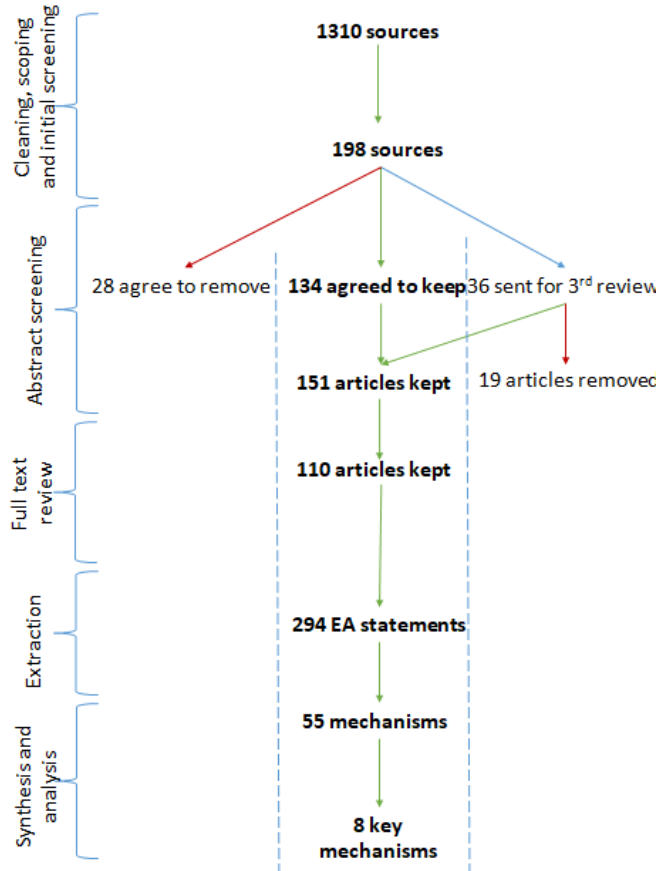 Cleaning, scoping
and initial screening
1310 sources
198 sources
Abstract screening
28 agree to remove
134 agreed to keep
36 sent for 3rd review
151 articles kept
19 articles removed
Full text
review
110 articles kept
Extraction
294 EA statements
Synthesis and
analysis
55 mechanisms
8 key
mechanisms